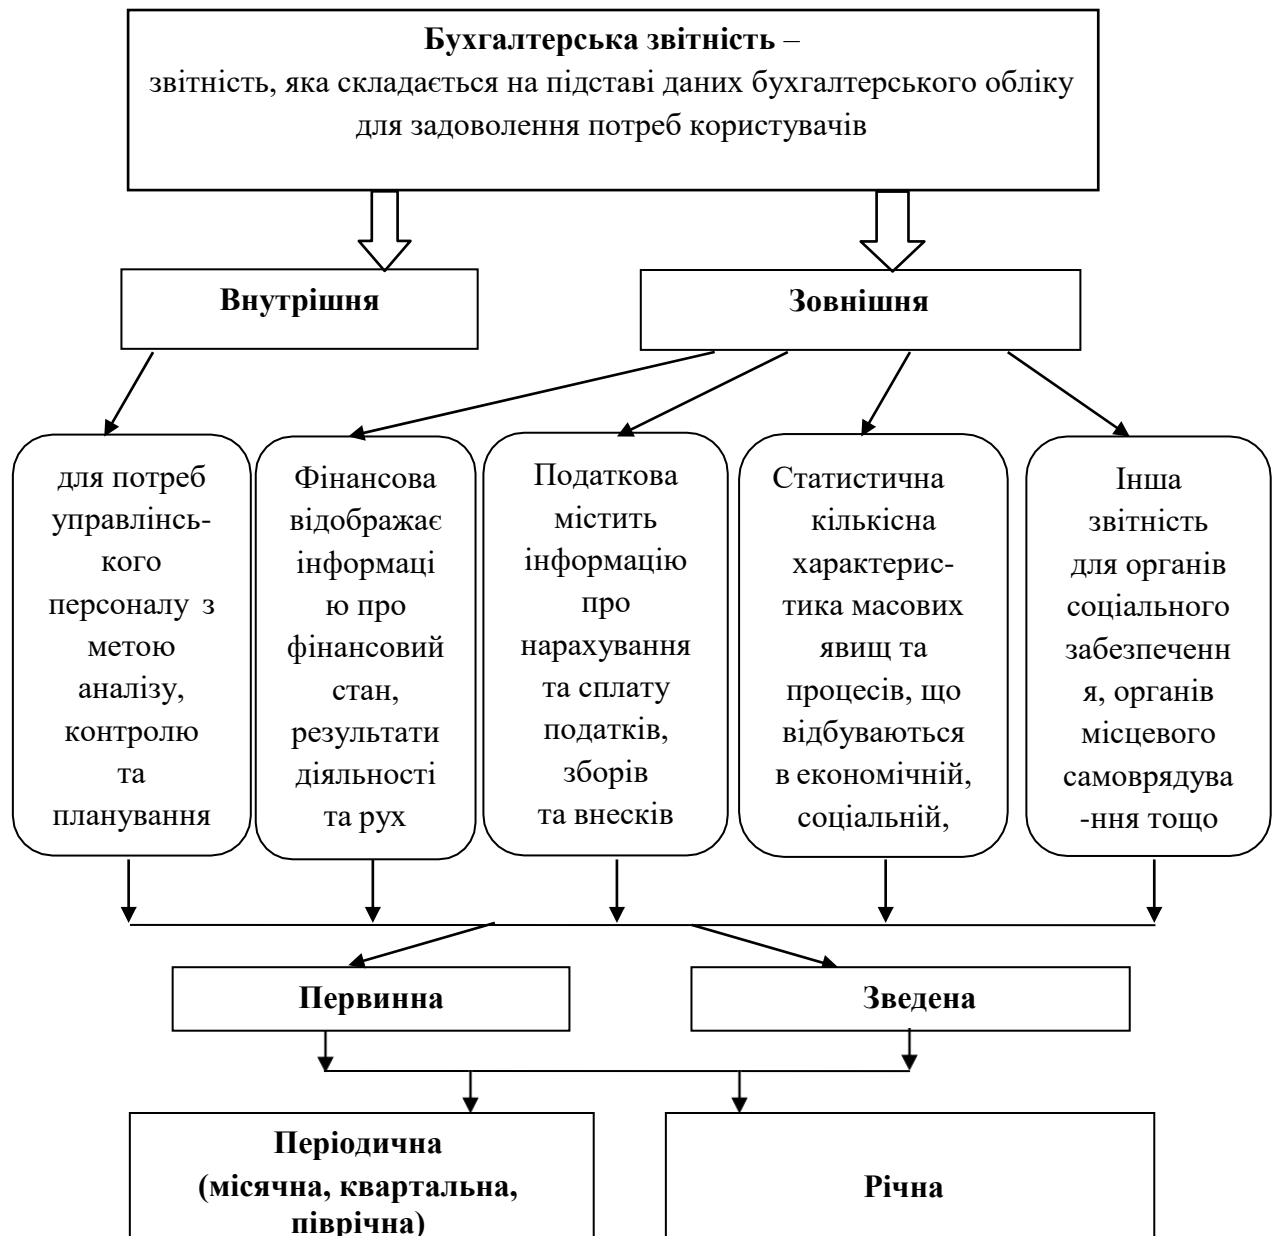 Бухгалтерська звітність –
звітність, яка складається на підставі даних бухгалтерського обліку
для задоволення потреб користувачів
Внутрішня
Зовнішня
для потреб
управлінсь-
кого
персоналу з
метою
аналізу,
контролю
та
планування
Фінансова
відображає
інформаці
ю про
фінансовий
стан,
результати
діяльності
та рух
Податкова
містить
інформацію
про
нарахування
та сплату
податків,
зборів
та внесків
Статистична
кількісна
характерис-
тика масових
явищ та
процесів, що
відбуваються
в економічній,
соціальній,
Інша
звітність
для органів
соціального
забезпеченн
я, органів
місцевого
самоврядува
-ння тощо
Первинна
Зведена
Періодична
(місячна, квартальна,
піврічна)
Річна